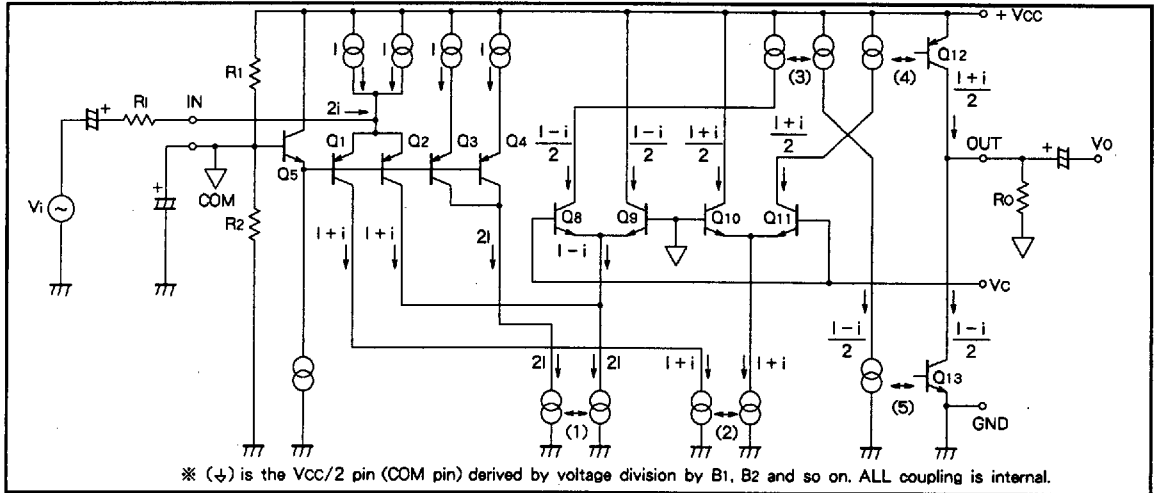 + VCC
I
I
I
I
(3)
(4)
Q12
I+i
2
R1
RI
IN
2i
Q1
Q2
Q3
Q4
I-i
2
I-i
2
I+i
2
I+i
2
OUT
VO
Q5
COM
Vi
R2
RO
Q8
Q9
Q10
Q11
I+i
I+i
2I
I-i
VC
2I
2I
I+i
I+i
I-i
2
I-i
2
Q13
(1)
(2)
(5)
GND
※ (⏚) is the VCC/2 pin (COM pin) derived by voltage division by B1, B2 and so on. ALL coupling is internal.